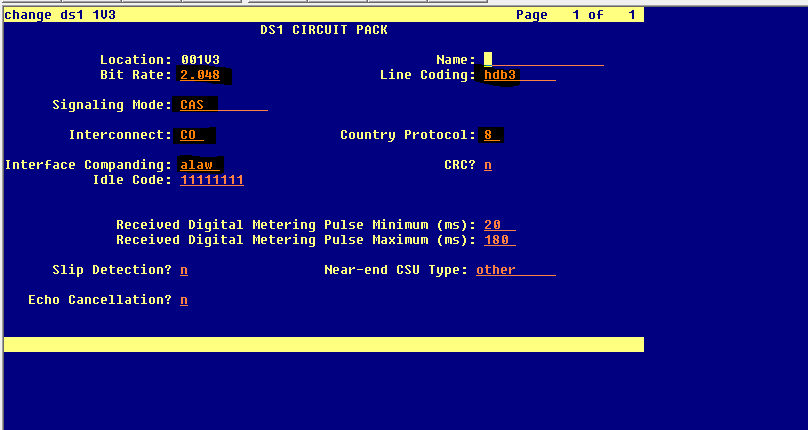 change ds1 1V3 Page 1 of 1
DS1 CIRCUIT PACK
Location: 001V3 Name:
Bit Rate: 2.048 Line Coding: hdb3
Signaling Mode: CAS
Interconnect: CO Country Protocol: 8
Interface Companding: alaw CRC? n
Idle Code: 11111111
Received Digital Metering Pulse Minimum (ms): 20
Received Digital Metering Pulse Maximum (ms): 180
Slip Detection? n Near-end CSU Type: other
Echo Cancellation? n